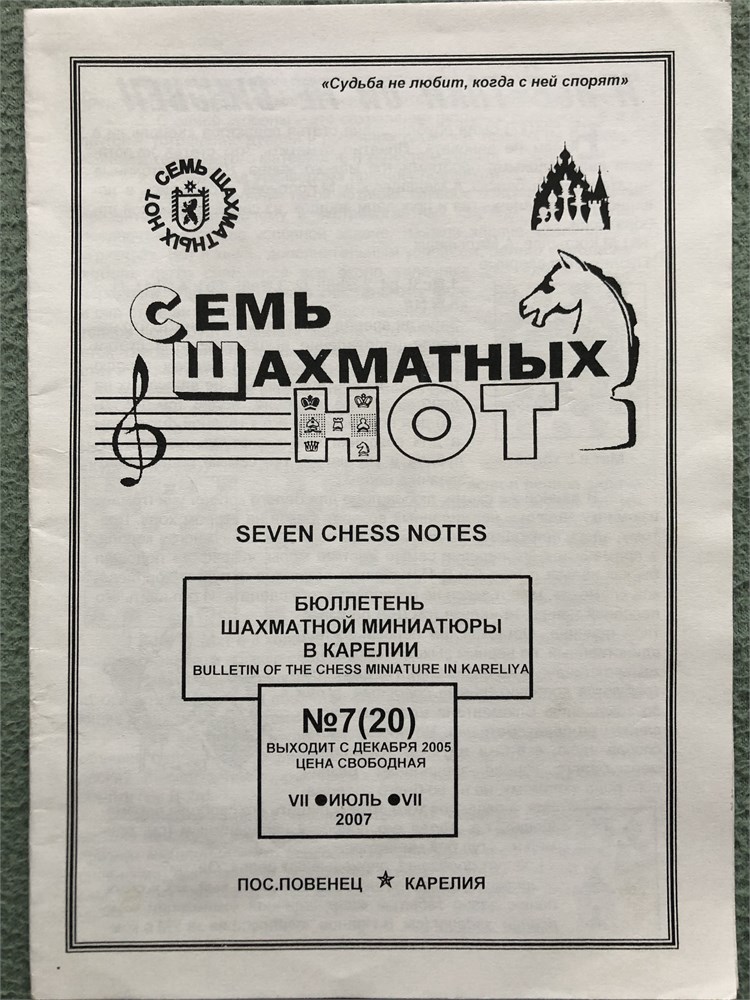 «Судьба не любит, когда с ней спорят»
СЕМЬ ШАХМАТНЫХ НОТ
СЕМЬ
ШАХМАТНЫХ
НОТ
SEVEN CHESS NOTES
БЮЛЛЕТЕНЬ
ШАХМАТНОЙ МИНИАТЮРЫ
В КАРЕЛИИ
BULLETIN OF THE CHESS MINIATURE IN KARELIYA
№7(20)
ВЫХОДИТ С ДЕКАБРЯ 2005
ЦЕНА СВОБОДНАЯ
VII ●ИЮЛЬ ●VII
2007
ПОС.ПОВЕНЕЦ ☆ КАРЕЛИЯ